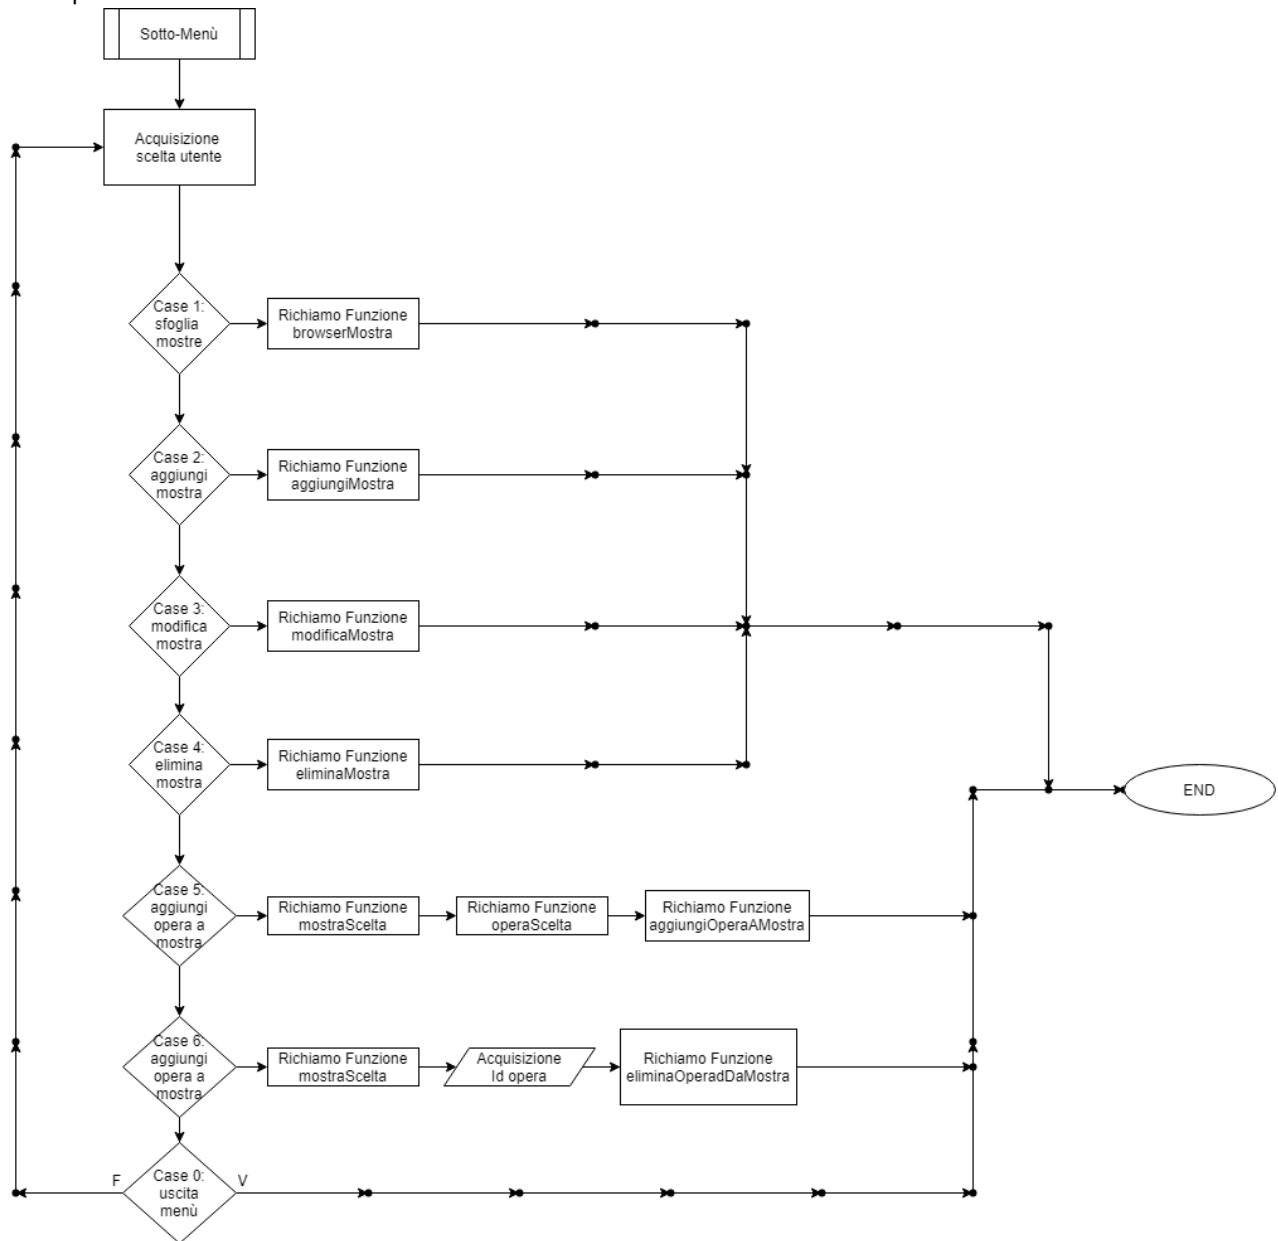 Sotto-Menù
Acquisizione
scelta utente
Case 1:
sfoglia
mostre
Richiamo Funzione
browserMostra
Case 2:
aggiungi
mostra
Richiamo Funzione
aggiungiMostra
Case 3:
modifica
mostra
Richiamo Funzione
modificaMostra
Case 4:
elimina
mostra
Richiamo Funzione
eliminaMostra
END
Case 5:
aggiungi
opera a
mostra
Richiamo Funzione
mostraScelta
Richiamo Funzione
operaScelta
Richiamo Funzione
aggiungiOperaAMostra
Case 6:
aggiungi
opera a
mostra
Richiamo Funzione
mostraScelta
Acquisizione
Id opera
Richiamo Funzione
eliminaOperadDaMostra
F
Case 0:
uscita
menù
V